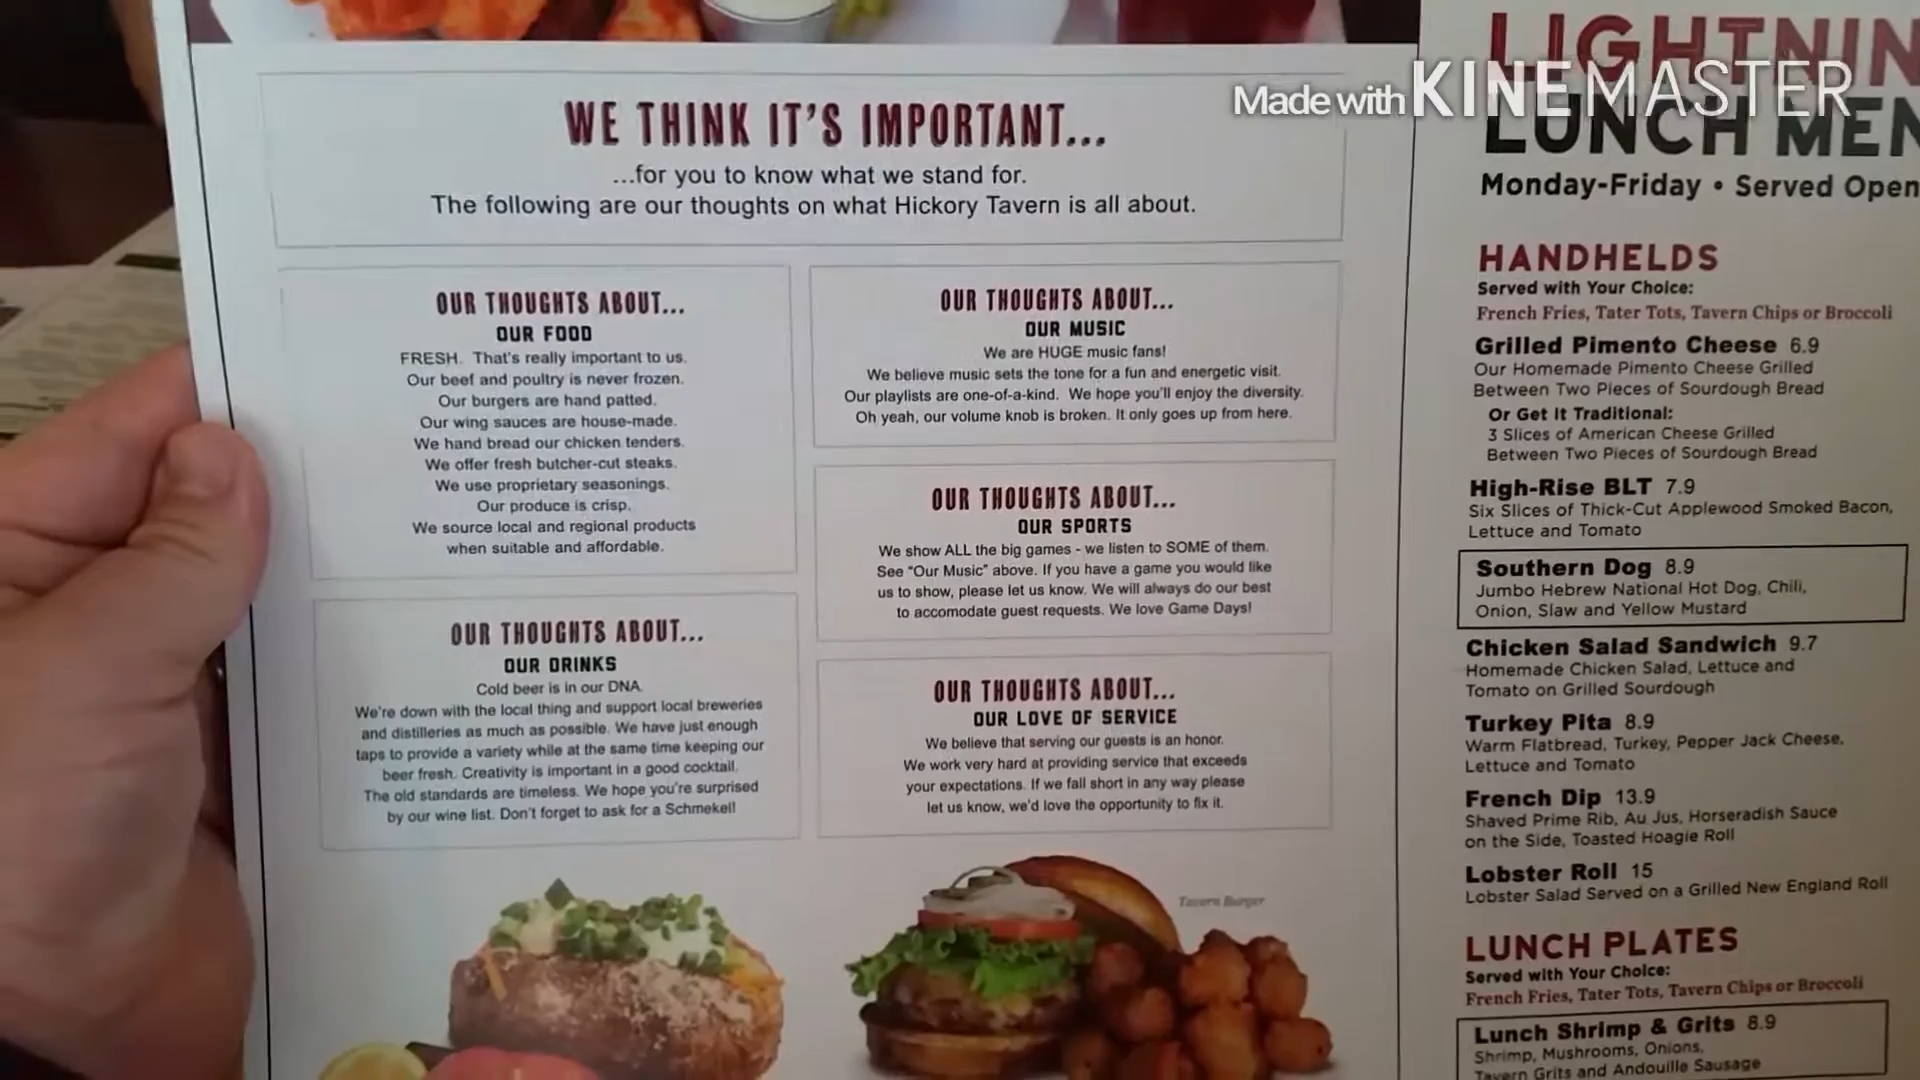 Made with KINEMASTER
WE THINK IT'S IMPORTANT...
...for you to know what we stand for.
The following are our thoughts on what Hickory Tavern is all about.
OUR THOUGHTS ABOUT...
OUR FOOD
FRESH. That's really important to us.
Our beef and poultry is never frozen.
Our burgers are hand patted.
Our wing sauces are house-made.
We hand bread our chicken tenders.
We offer fresh butcher-cut steaks.
We use proprietary seasonings.
Our produce is crisp.
We source local and regional products
when suitable and affordable.
OUR THOUGHTS ABOUT...
OUR DRINKS
Cold beer is in our DNA.
We're down with the local thing and support local breweries
and distilleries as much as possible. We have just enough
taps to provide a variety while at the same time keeping our
beer fresh. Creativity is important in a good cocktail.
The old standards are timeless. We hope you're surprised
by our wine list. Don't forget to ask for a Schmekel!
OUR THOUGHTS ABOUT...
OUR MUSIC
We are HUGE music fans!
We believe music sets the tone for a fun and energetic visit.
Our playlists are one-of-a-kind. We hope you'll enjoy the diversity.
Oh yeah, our volume knob is broken. It only goes up from here.
OUR THOUGHTS ABOUT...
OUR SPORTS
We show ALL the big games - we listen to SOME of them.
See "Our Music" above. If you have a game you would like
us to show, please let us know. We will always do our best
to accomodate guest requests. We love Game Days!
OUR THOUGHTS ABOUT...
OUR LOVE OF SERVICE
We believe that serving our guests is an honor.
We work very hard at providing service that exceeds
your expectations. If we fall short in any way please
let us know, we'd love the opportunity to fix it.
Tavern Burger
LIGHTNIN
LUNCH MEN
Monday-Friday • Served Open
HANDHELDS
Served with Your Choice:
French Fries, Tater Tots, Tavern Chips or Broccoli
Grilled Pimento Cheese 6.9
Our Homemade Pimento Cheese Grilled
Between Two Pieces of Sourdough Bread
Or Get It Traditional:
3 Slices of American Cheese Grilled
Between Two Pieces of Sourdough Bread
High-Rise BLT 7.9
Six Slices of Thick-Cut Applewood Smoked Bacon,
Lettuce and Tomato
Southern Dog 8.9
Jumbo Hebrew National Hot Dog, Chili,
Onion, Slaw and Yellow Mustard
Chicken Salad Sandwich 9.7
Homemade Chicken Salad, Lettuce and
Tomato on Grilled Sourdough
Turkey Pita 8.9
Warm Flatbread, Turkey, Pepper Jack Cheese,
Lettuce and Tomato
French Dip 13.9
Shaved Prime Rib, Au Jus, Horseradish Sauce
on the Side, Toasted Hoagie Roll
Lobster Roll 15
Lobster Salad Served on a Grilled New England Roll
LUNCH PLATES
Served with Your Choice:
French Fries, Tater Tots, Tavern Chips or Broccoli
Lunch Shrimp & Grits 8.9
Shrimp, Mushrooms, Onions,
Tavern Grits and Andouille Sausage